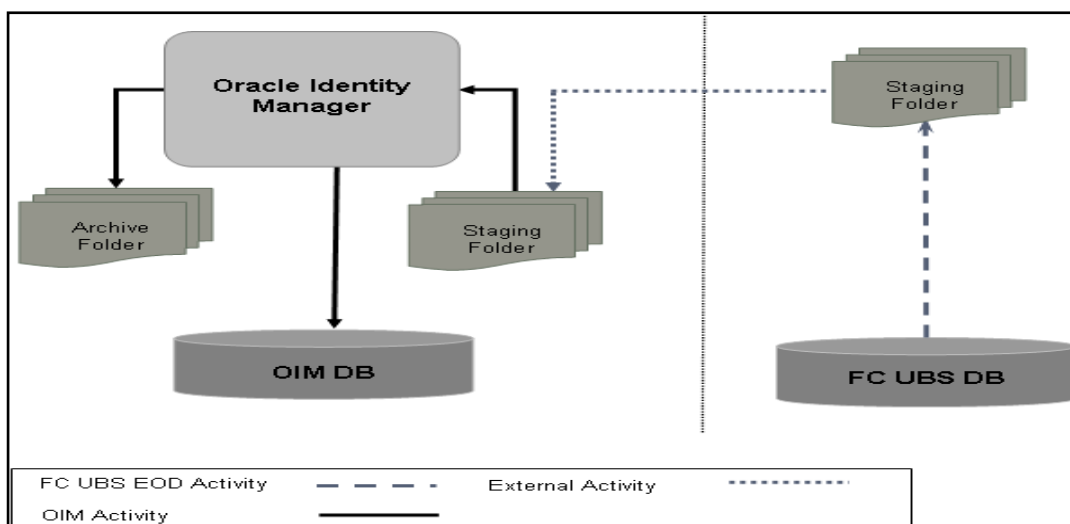 Oracle Identity
Manager
Staging
Folder
Archive
Folder
Staging
Folder
OIM DB
FC UBS DB
FC UBS EOD Activity
External Activity
OIM Activity